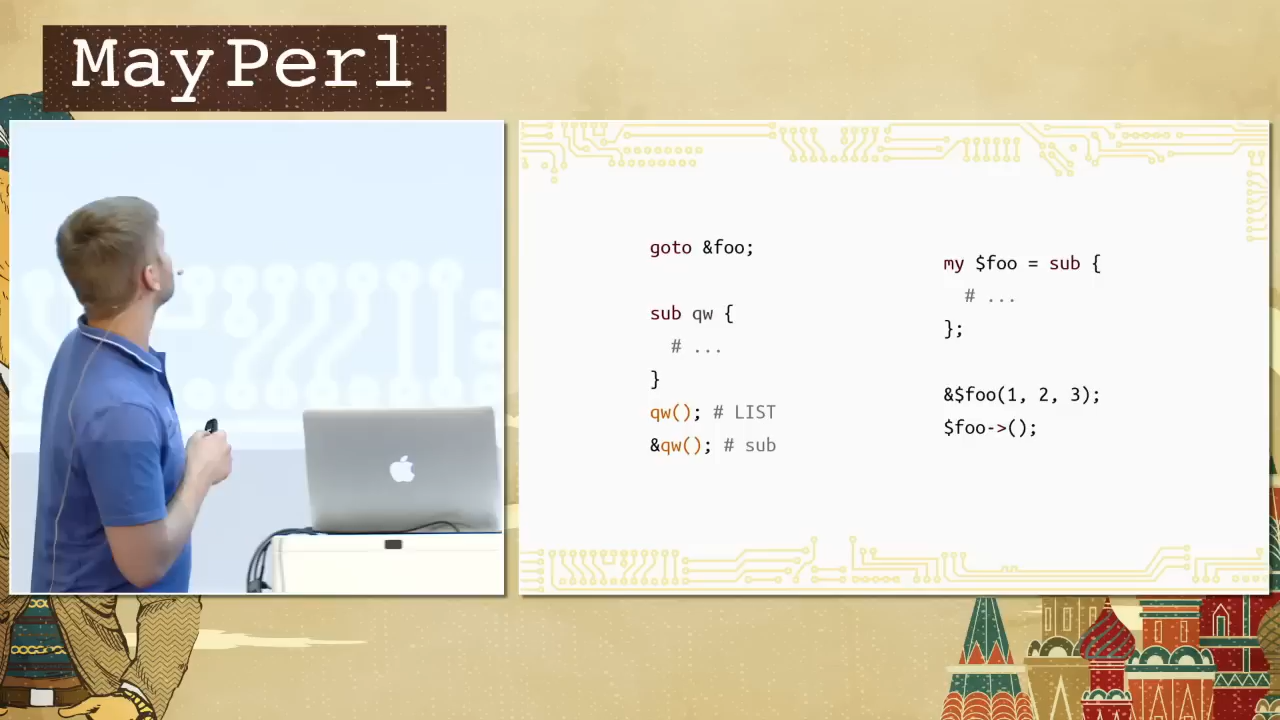 MayPerl
goto &foo;
sub qw {
# ...
}
qw(); # LIST
&qw(); # sub
my $foo = sub {
# ...
};
&$foo(1, 2, 3);
$foo->();